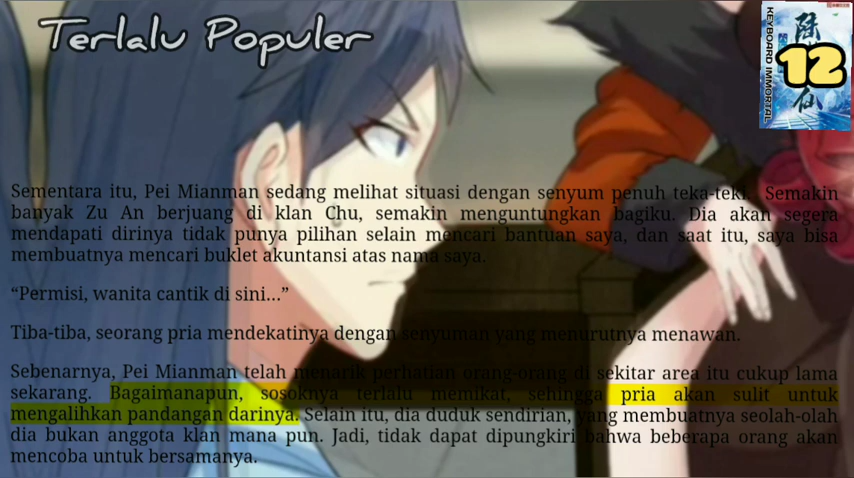 Terlalu Populer
KEYBOARD IMMORTAL
12
Sementara itu, Pei Mianman sedang melihat situasi dengan senyum penuh teka-teki. Semakin
banyak Zu An berjuang di klan Chu, semakin menguntungkan bagiku. Dia akan segera
mendapati dirinya tidak punya pilihan selain mencari bantuan saya, dan saat itu, saya bisa
membuatnya mencari buklet akuntansi atas nama saya.
“Permisi, wanita cantik di sini…”
Tiba-tiba, seorang pria mendekatinya dengan senyuman yang menurutnya menawan.
Sebenarnya, Pei Mianman telah menarik perhatian orang-orang di sekitar area itu cukup lama
sekarang. Bagaimanapun, sosoknya terlalu memikat, sehingga pria akan sulit untuk
mengalihkan pandangan darinya. Selain itu, dia duduk sendirian, yang membuatnya seolah-olah
dia bukan anggota klan mana pun. Jadi, tidak dapat dipungkiri bahwa beberapa orang akan
mencoba untuk bersamanya.